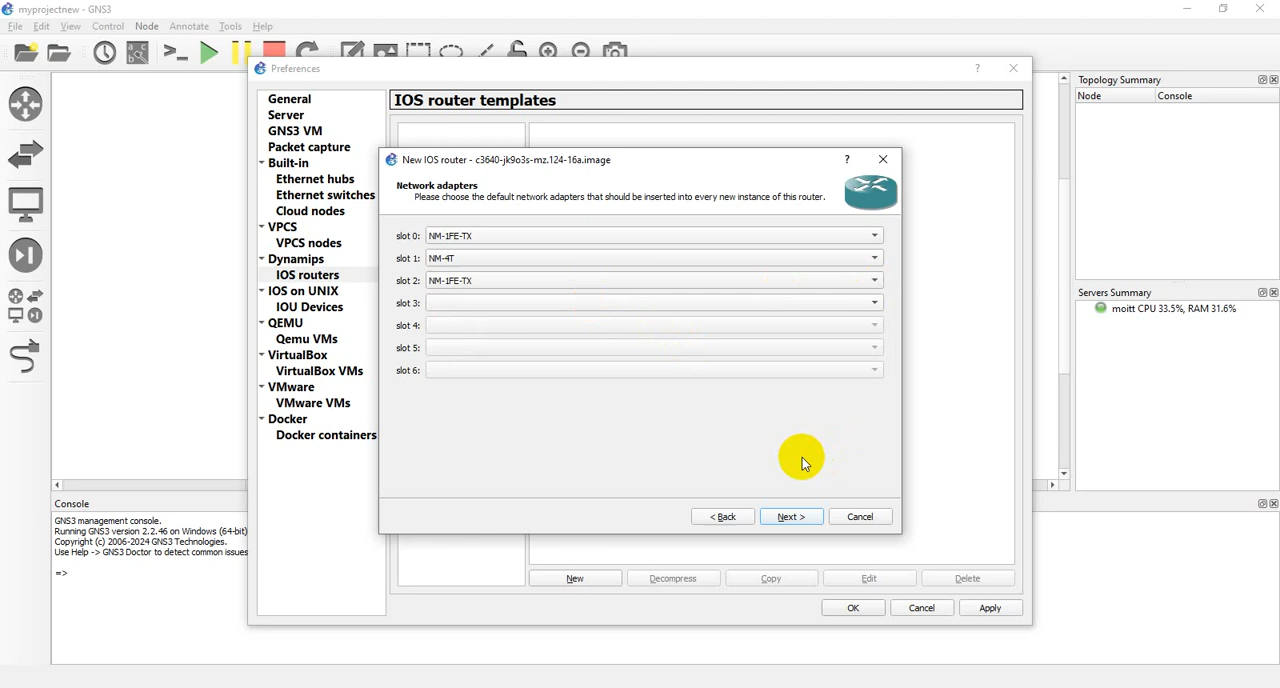 myprojectnew - GNS3
File Edit View Control Node Annotate Tools Help
Preferences
General
Server
GNS3 VM
Packet capture
Built-in
Ethernet hubs
Ethernet switches
Cloud nodes
VPCS
VPCS nodes
Dynamips
IOS routers
IOS on UNIX
IOU Devices
QEMU
Qemu VMs
VirtualBox
VirtualBox VMs
VMware
VMware VMs
Docker
Docker containers
IOS router templates
New IOS router - c3640-jk9o3s-mz.124-16a.image
Network adapters
Please choose the default network adapters that should be inserted into every new instance of this router.
slot 0: NM-1FE-TX
slot 1: NM-4T
slot 2: NM-1FE-TX
slot 3:
slot 4:
slot 5:
slot 6:
< Back Next > Cancel
New Decompress Copy Edit Delete
OK Cancel Apply
Topology Summary
Node Console
Servers Summary
moitt CPU 33.5%, RAM 31.6%
Console
GNS3 management console.
Running GNS3 version 2.2.46 on Windows (64-bit)
Copyright (c) 2006-2024 GNS3 Technologies.
Use Help -> GNS3 Doctor to detect common issues
=>